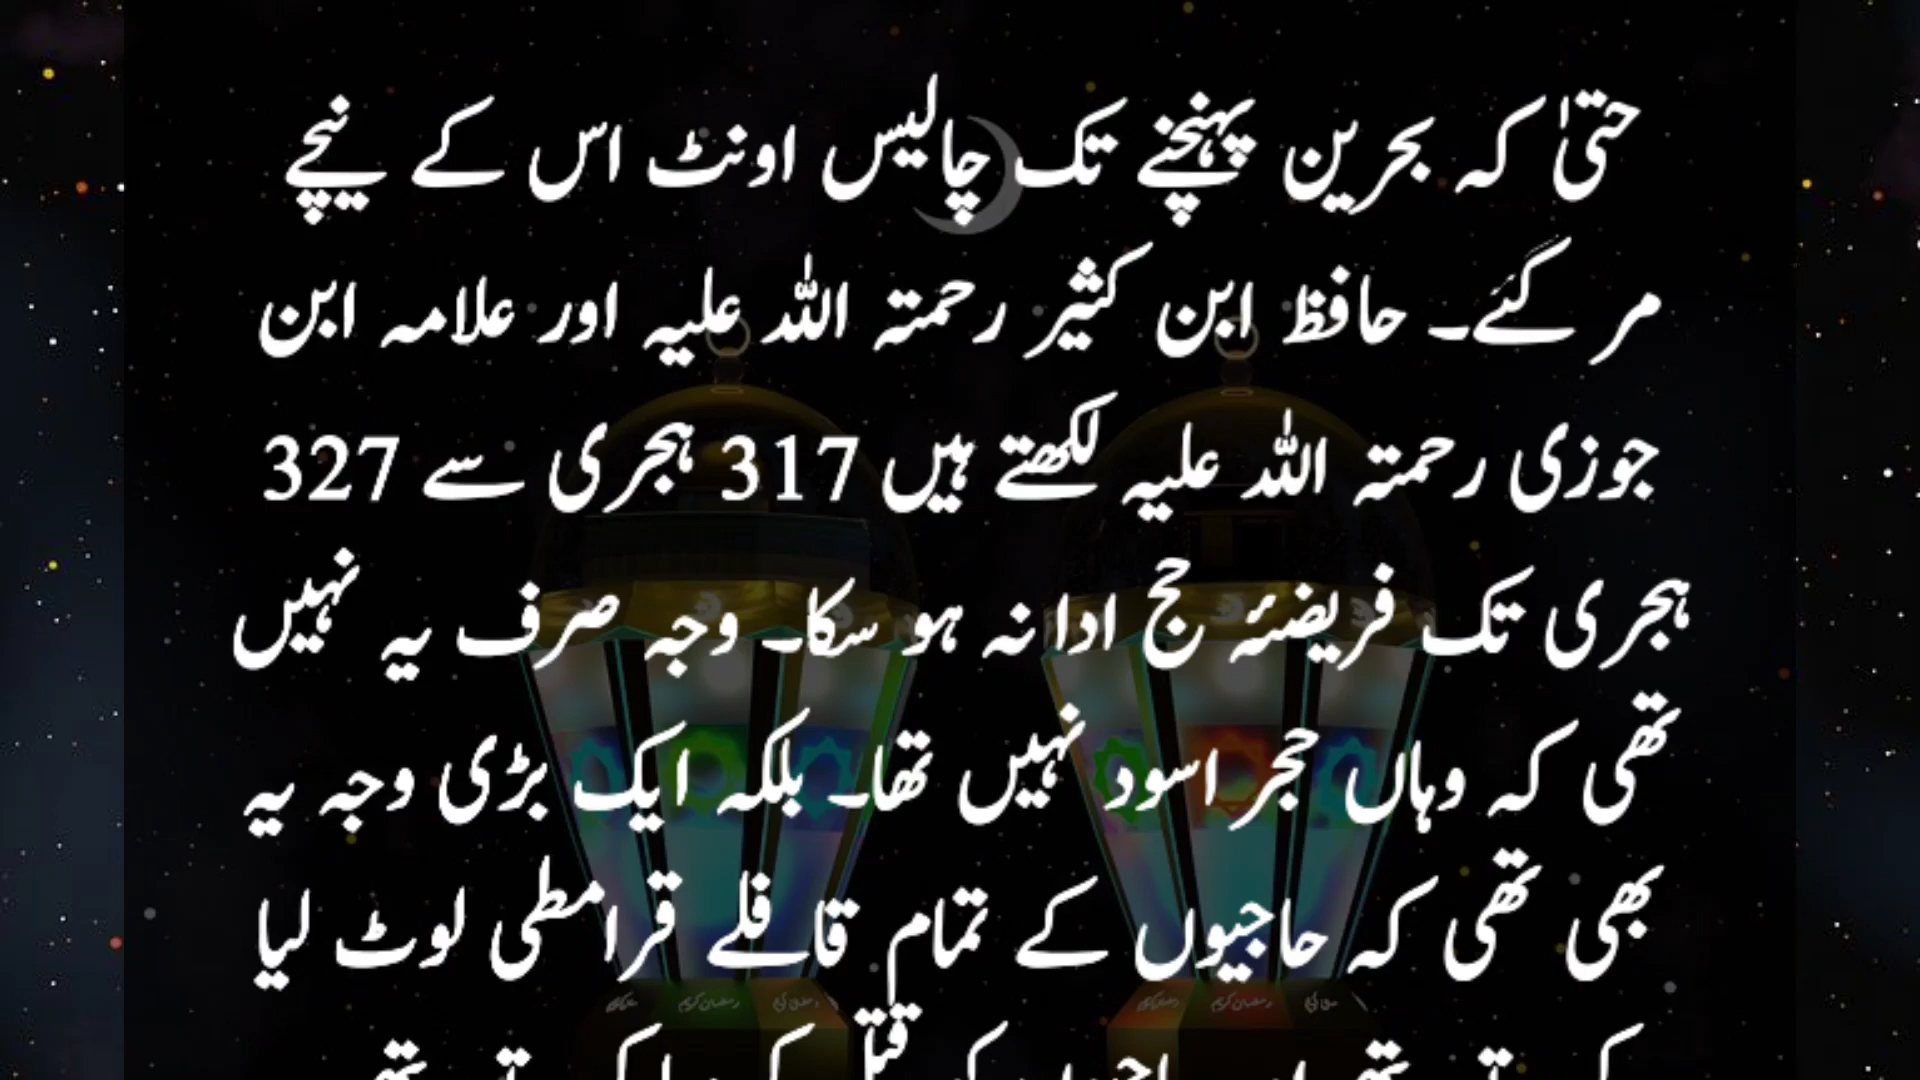 حتیٰ کہ بحرین پہنچنے تک چالیس اونٹ اس کے نیچے
مر گئے۔ حافظ ابن کثیر رحمتہ اللہ علیہ اور علامہ ابن
جوزی رحمتہ اللہ علیہ لکھتے ہیں 317 ہجری سے 327
ہجری تک فریضئہ حج ادا نہ ہو سکا۔ وجہ صرف یہ نہیں
تھی کہ وہاں حجر اسود نہیں تھا۔ بلکہ ایک بڑی وجہ یہ
بھی تھی کہ حاجیوں کے تمام قافلے قرامطی لوٹ لیا